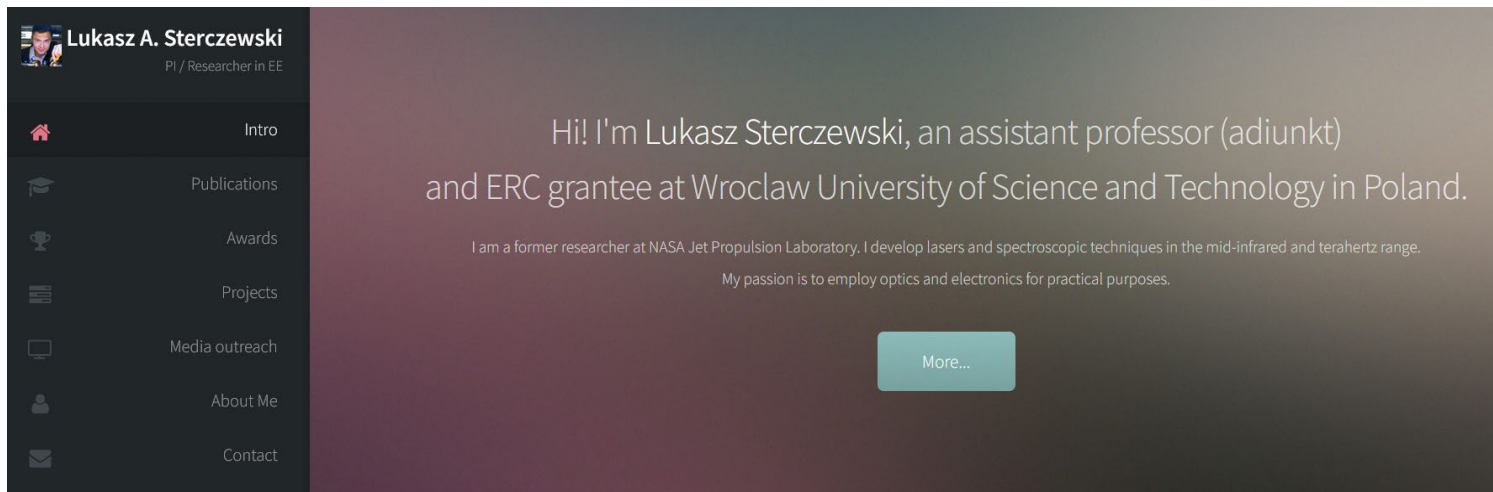 Lukasz A. Sterczewski
PI / Researcher in EE
Intro
Publications
Awards
Projects
Media outreach
About Me
Contact
Hi! I'm Lukasz Sterczewski, an assistant professor (adiunkt)
and ERC grantee at Wroclaw University of Science and Technology in Poland.
I am a former researcher at NASA Jet Propulsion Laboratory. I develop lasers and spectroscopic techniques in the mid-infrared and terahertz range.
My passion is to employ optics and electronics for practical purposes.
More...